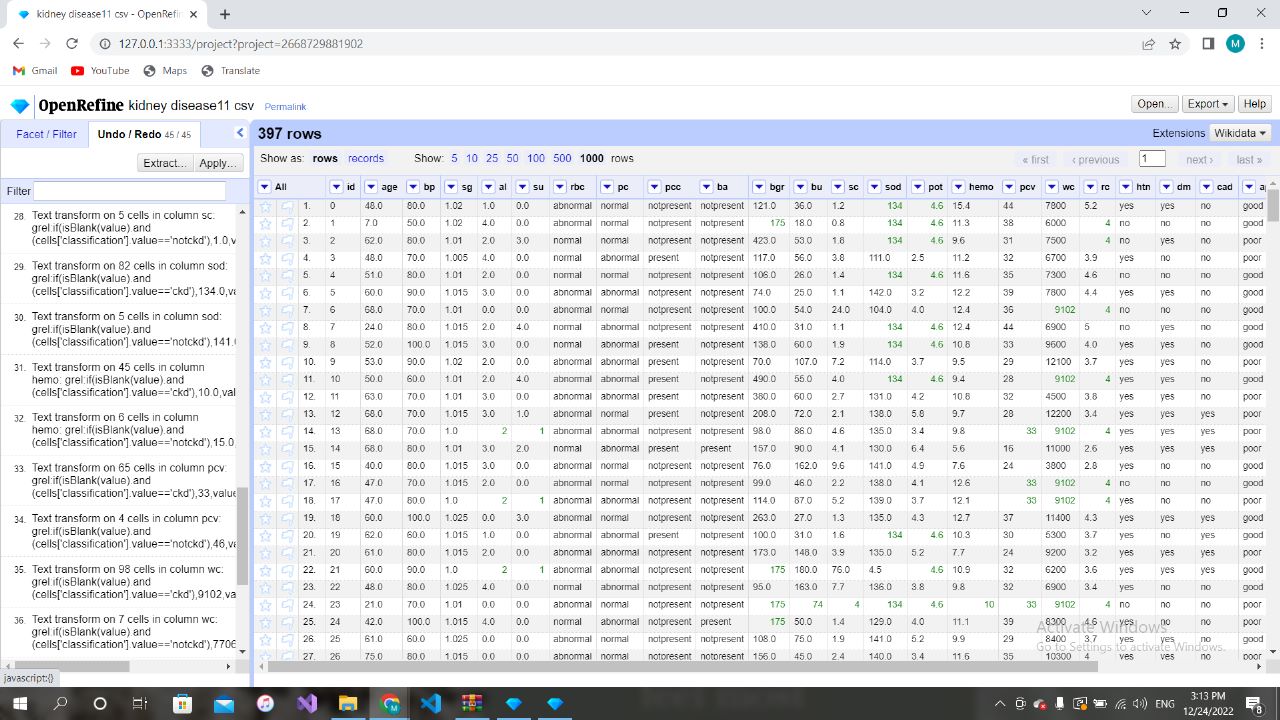 kidney disease11 csv - OpenRefin
127.0.0.1:3333/project?project=2668729881902
M
Gmail YouTube Maps Translate
OpenRefine kidney disease11 csv Permalink
Open... Export Help
Facet / Filter Undo / Redo 45 / 45
397 rows
Extensions Wikidata
Extract... Apply...
Show as: rows records Show: 5 10 25 50 100 500 1000 rows
« first ‹ previous 1 next › last »
Filter
28. Text transform on 5 cells in column sc:
grel:if(isBlank(value).and
(cells['classification'].value=='notckd'),1.0,v
29. Text transform on 82 cells in column sod:
grel:if(isBlank(value).and
(cells['classification'].value=='ckd'),134.0,va
30. Text transform on 5 cells in column sod:
grel:if(isBlank(value).and
(cells['classification'].value=='notckd'),141.0
31. Text transform on 45 cells in column
hemo: grel:if(isBlank(value).and
(cells['classification'].value=='ckd'),10.0,val
32. Text transform on 6 cells in column
hemo: grel:if(isBlank(value).and
(cells['classification'].value=='notckd'),15.0
33. Text transform on 65 cells in column pcv:
grel:if(isBlank(value).and
(cells['classification'].value=='ckd'),33,value
34. Text transform on 4 cells in column pcv:
grel:if(isBlank(value).and
(cells['classification'].value=='notckd'),46,va
35. Text transform on 98 cells in column wc:
grel:if(isBlank(value).and
(cells['classification'].value=='ckd'),9102,va
36. Text transform on 7 cells in column wc:
grel:if(isBlank(value).and
(cells['classification'].value=='notckd'),7706
javascript:{}
All id age bp sg al su rbc pc pcc ba bgr bu sc sod pot hemo pcv wc rc htn dm cad a
1. 0 48.0 80.0 1.02 1.0 0.0 abnormal normal notpresent notpresent 121.0 36.0 1.2 134 4.6 15.4 44 7800 5.2 yes yes no good
2. 1 7.0 50.0 1.02 4.0 0.0 abnormal normal notpresent notpresent 175 18.0 0.8 134 4.6 11.3 38 6000 4 no no no good
3. 2 62.0 80.0 1.01 2.0 3.0 normal normal notpresent notpresent 423.0 53.0 1.8 134 4.6 9.6 31 7500 4 no yes no poor
4. 3 48.0 70.0 1.005 4.0 0.0 normal abnormal present notpresent 117.0 56.0 3.8 111.0 2.5 11.2 32 6700 3.9 yes no no poor
5. 4 51.0 80.0 1.01 2.0 0.0 normal normal notpresent notpresent 106.0 26.0 1.4 134 4.6 11.6 35 7300 4.6 no no no good
6. 5 60.0 90.0 1.015 3.0 0.0 abnormal abnormal notpresent notpresent 74.0 25.0 1.1 142.0 3.2 12.2 39 7800 4.4 yes yes no good
7. 6 68.0 70.0 1.01 0.0 0.0 abnormal normal notpresent notpresent 100.0 54.0 24.0 104.0 4.0 12.4 36 9102 4 no no no good
8. 7 24.0 80.0 1.015 2.0 4.0 normal abnormal notpresent notpresent 410.0 31.0 1.1 134 4.6 12.4 44 6900 5 no yes no good
9. 8 52.0 100.0 1.015 3.0 0.0 normal abnormal present notpresent 138.0 60.0 1.9 134 4.6 10.8 33 9600 4.0 yes yes no good
10. 9 53.0 90.0 1.02 2.0 0.0 abnormal abnormal present notpresent 70.0 107.0 7.2 114.0 3.7 9.5 29 12100 3.7 yes yes no poor
11. 10 50.0 60.0 1.01 2.0 4.0 abnormal abnormal present notpresent 490.0 55.0 4.0 134 4.6 9.4 28 9102 4 yes yes no good
12. 11 63.0 70.0 1.01 3.0 0.0 abnormal abnormal present notpresent 380.0 60.0 2.7 131.0 4.2 10.8 32 4500 3.8 yes yes no poor
13. 12 68.0 70.0 1.015 3.0 1.0 abnormal normal present notpresent 208.0 72.0 2.1 138.0 5.8 9.7 28 12200 3.4 yes yes yes poor
14. 13 68.0 70.0 1.0 2 1 abnormal abnormal notpresent notpresent 98.0 86.0 4.6 135.0 3.4 9.8 33 9102 4 yes yes yes poor
15. 14 68.0 80.0 1.01 3.0 2.0 normal abnormal present present 157.0 90.0 4.1 130.0 6.4 5.6 16 11000 2.6 yes yes yes poor
16. 15 40.0 80.0 1.015 3.0 0.0 abnormal normal notpresent notpresent 76.0 162.0 9.6 141.0 4.9 7.6 24 3800 2.8 yes no no good
17. 16 47.0 70.0 1.015 2.0 0.0 abnormal normal notpresent notpresent 99.0 46.0 2.2 138.0 4.1 12.6 33 9102 4 no no no good
18. 17 47.0 80.0 1.0 2 1 abnormal abnormal notpresent notpresent 114.0 87.0 5.2 139.0 3.7 12.1 33 9102 4 yes no no poor
19. 18 60.0 100.0 1.025 0.0 3.0 abnormal normal notpresent notpresent 263.0 27.0 1.3 135.0 4.3 12.7 37 11400 4.3 yes yes yes good
20. 19 62.0 60.0 1.015 1.0 0.0 abnormal abnormal present notpresent 100.0 31.0 1.6 134 4.6 10.3 30 5300 3.7 yes no yes good
21. 20 61.0 80.0 1.015 2.0 0.0 abnormal abnormal notpresent notpresent 173.0 148.0 3.9 135.0 5.2 7.7 24 9200 3.2 yes yes yes poor
22. 21 60.0 90.0 1.0 2 1 abnormal abnormal notpresent notpresent 175 180.0 76.0 4.5 4.6 10.9 32 6200 3.6 yes yes yes good
23. 22 48.0 80.0 1.025 4.0 0.0 normal abnormal notpresent notpresent 95.0 163.0 7.7 136.0 3.8 9.8 32 6900 3.4 yes no no good
24. 23 21.0 70.0 1.01 0.0 0.0 abnormal normal notpresent notpresent 175 74 4 134 4.6 10 33 9102 4 no no no poor
25. 24 42.0 100.0 1.015 4.0 0.0 normal abnormal notpresent present 175 50.0 1.4 129.0 4.0 11.1 39 8300 4.6 yes no no poor
26. 25 61.0 60.0 1.025 0.0 0.0 abnormal normal notpresent notpresent 108.0 75.0 1.9 141.0 5.2 9.9 29 8400 3.7 yes yes no good
27. 26 75.0 80.0 1.015 0.0 0.0 abnormal normal notpresent notpresent 156.0 45.0 2.4 140.0 3.4 11.6 35 10300 4 yes yes no poor
Activate Windows
Go to Settings to activate Windows.
ENG 3:13 PM
12/24/2022 8